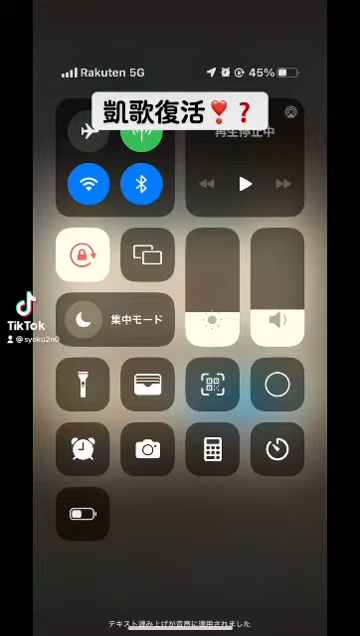 Rakuten 5G
45%
凱歌復活❣️❓
再生停止中
集中モード
TikTok
@syoku2n0
テキスト読み上げが音声に適用されました